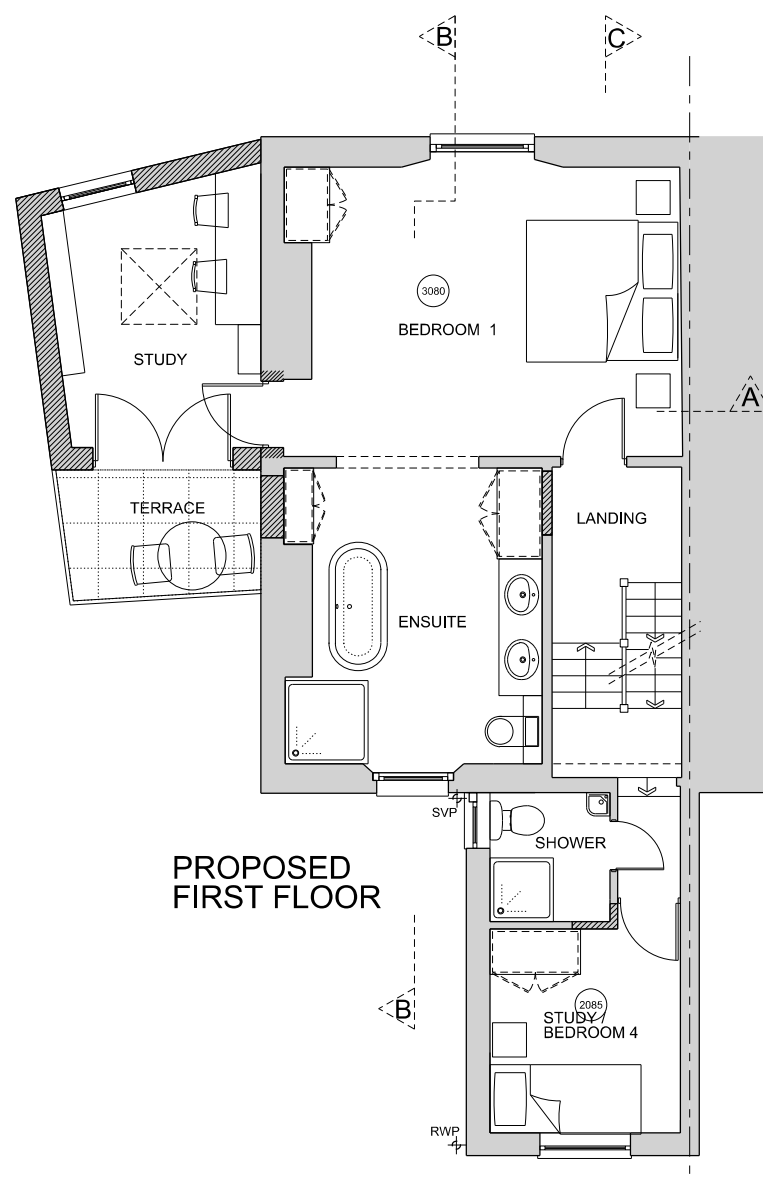 B
C
3080
BEDROOM 1
STUDY
A
TERRACE
LANDING
ENSUITE
SVP
SHOWER
PROPOSED
FIRST FLOOR
B
2085
STUDY /
BEDROOM 4
RWP